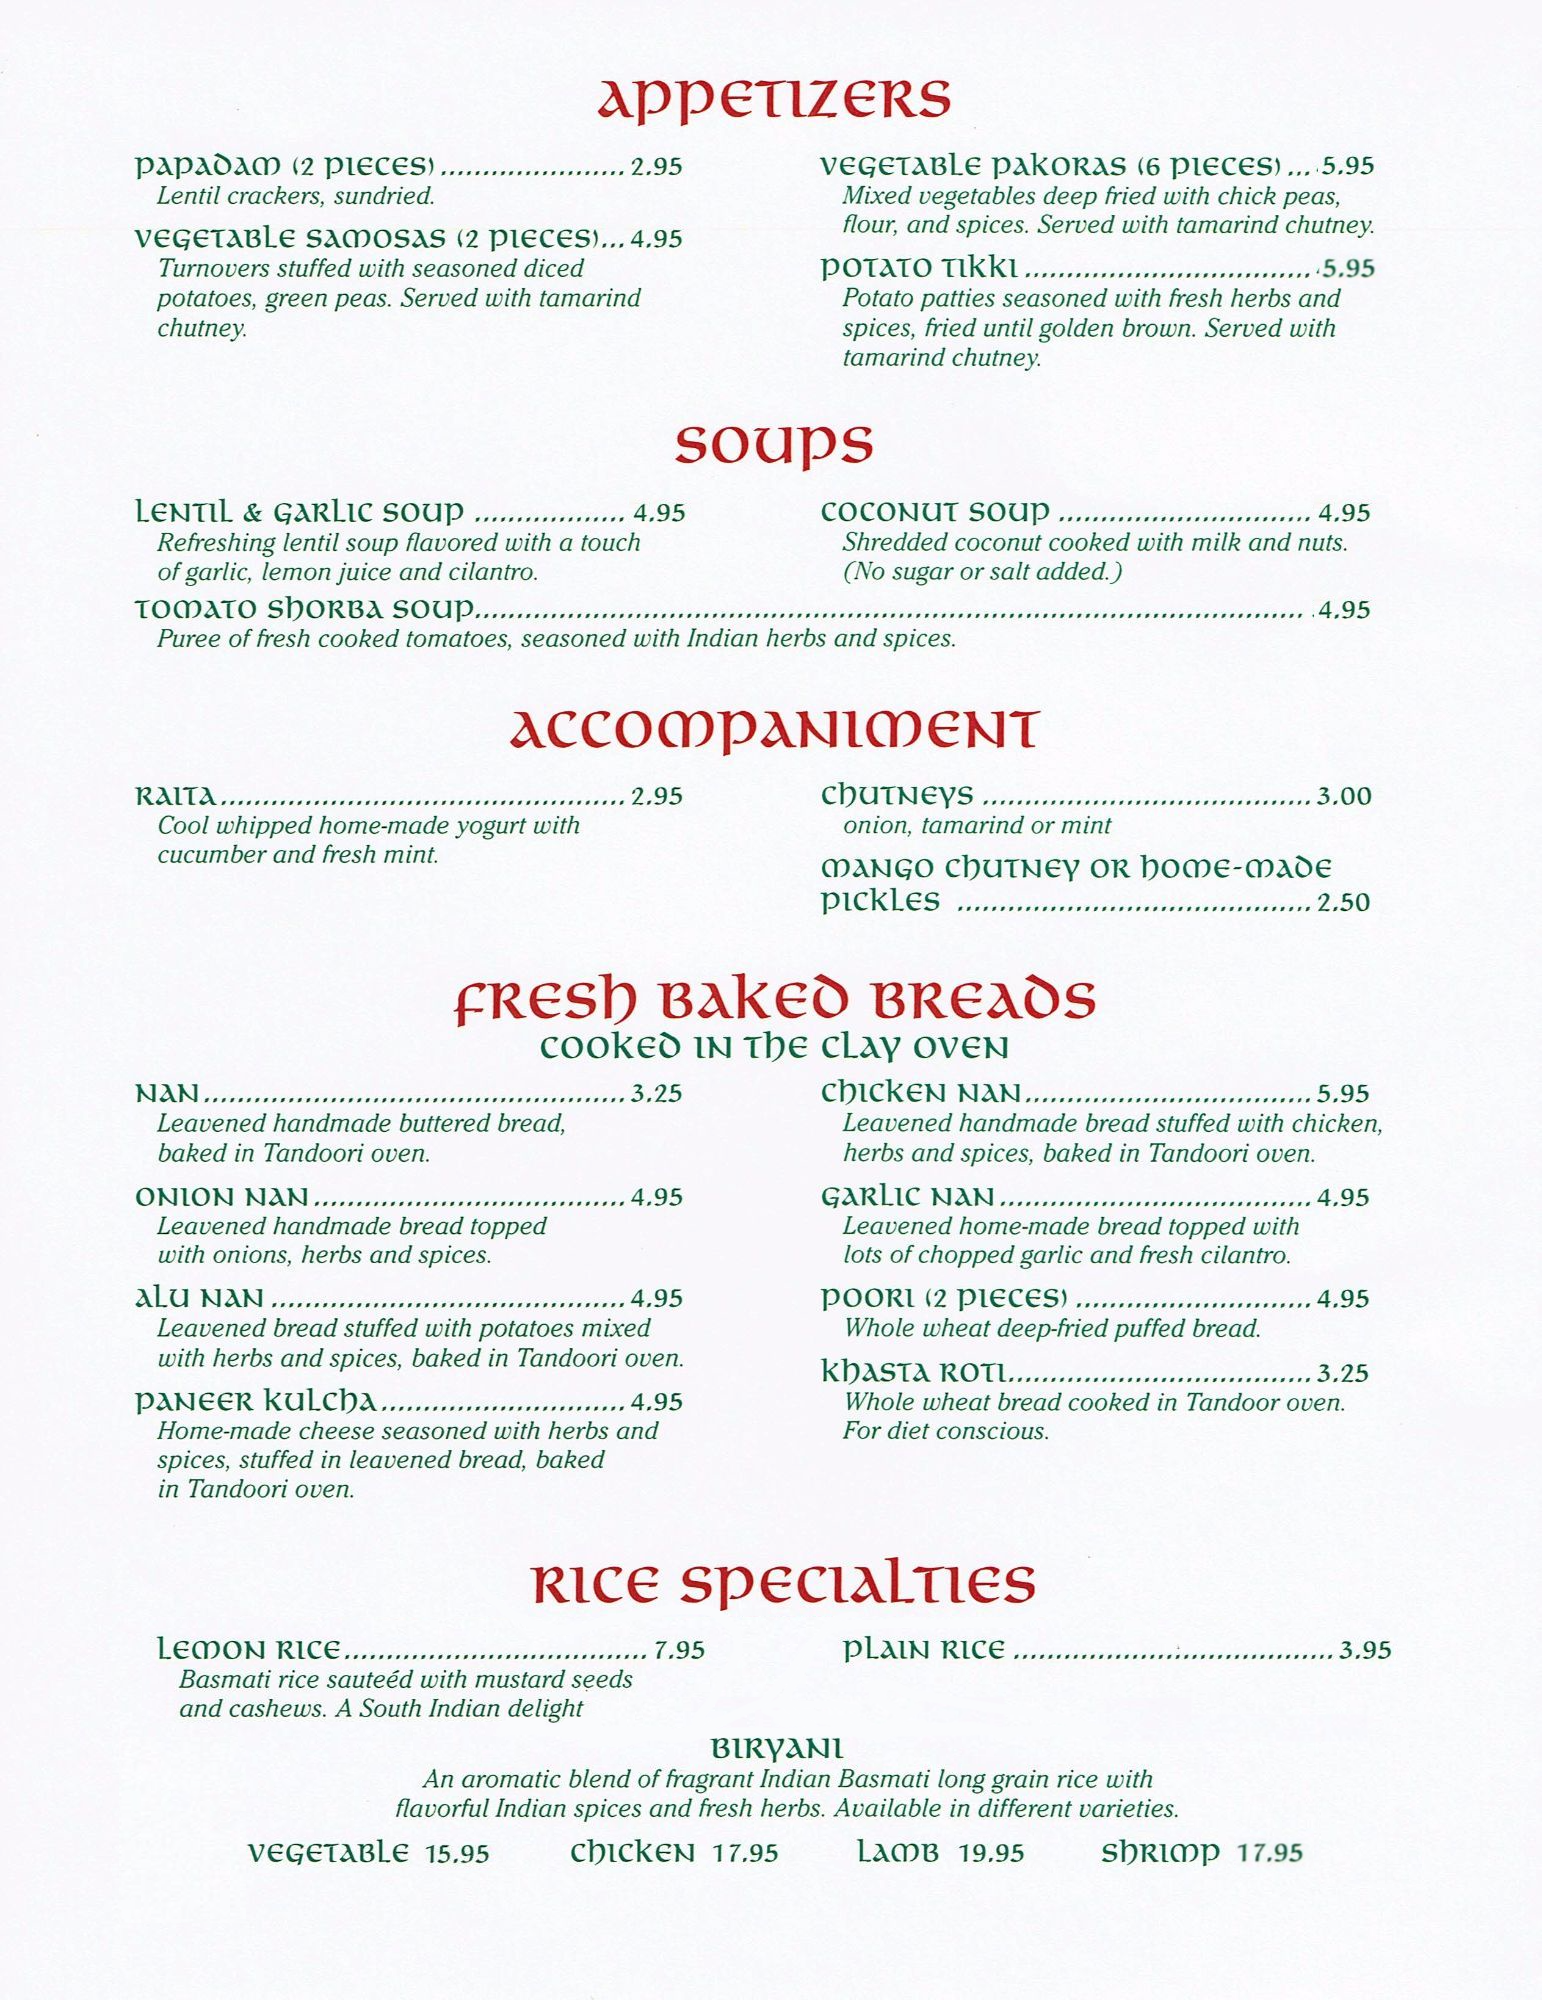 APPETIZERS
PAPADAM (2 PIECES)......................2.95
Lentil crackers, sundried.
VEGETABLE SAMOSAS (2 PIECES)...4.95
Turnovers stuffed with seasoned diced
potatoes, green peas. Served with tamarind
chutney.
VEGETABLE PAKORAS (6 PIECES)....5.95
Mixed vegetables deep fried with chick peas,
flour, and spices. Served with tamarind chutney.
POTATO TIKKI...................................5.95
Potato patties seasoned with fresh herbs and
spices, fried until golden brown. Served with
tamarind chutney.
SOUPS
LENTIL & GARLIC SOUP .................. 4.95
Refreshing lentil soup flavored with a touch
of garlic, lemon juice and cilantro.
COCONUT SOUP .............................. 4.95
Shredded coconut cooked with milk and nuts.
(No sugar or salt added.)
TOMATO SHORBA SOUP.................................................................................................... .4.95
Puree of fresh cooked tomatoes, seasoned with Indian herbs and spices.
ACCOMPANIMENT
RAITA................................................2.95
Cool whipped home-made yogurt with
cucumber and fresh mint.
CHUTNEYS .......................................3.00
onion, tamarind or mint
MANGO CHUTNEY OR HOME-MADE
PICKLES ..........................................2.50
FRESH BAKED BREADS
COOKED IN THE CLAY OVEN
NAN..................................................3.25
Leavened handmade buttered bread,
baked in Tandoori oven.
ONION NAN.....................................4.95
Leavened handmade bread topped
with onions, herbs and spices.
ALU NAN..........................................4.95
Leavened bread stuffed with potatoes mixed
with herbs and spices, baked in Tandoori oven.
PANEER KULCHA.............................4.95
Home-made cheese seasoned with herbs and
spices, stuffed in leavened bread, baked
in Tandoori oven.
CHICKEN NAN..................................5.95
Leavened handmade bread stuffed with chicken,
herbs and spices, baked in Tandoori oven.
GARLIC NAN.....................................4.95
Leavened home-made bread topped with
lots of chopped garlic and fresh cilantro.
POORI (2 PIECES) ............................4.95
Whole wheat deep-fried puffed bread.
KHASTA ROTI....................................3.25
Whole wheat bread cooked in Tandoor oven.
For diet conscious.
RICE SPECIALTIES
LEMON RICE....................................7.95
Basmati rice sauteéd with mustard seeds
and cashews. A South Indian delight
PLAIN RICE ......................................3.95
BIRYANI
An aromatic blend of fragrant Indian Basmati long grain rice with
flavorful Indian spices and fresh herbs. Available in different varieties.
VEGETABLE 15.95 CHICKEN 17.95 LAMB 19.95 SHRIMP 17.95